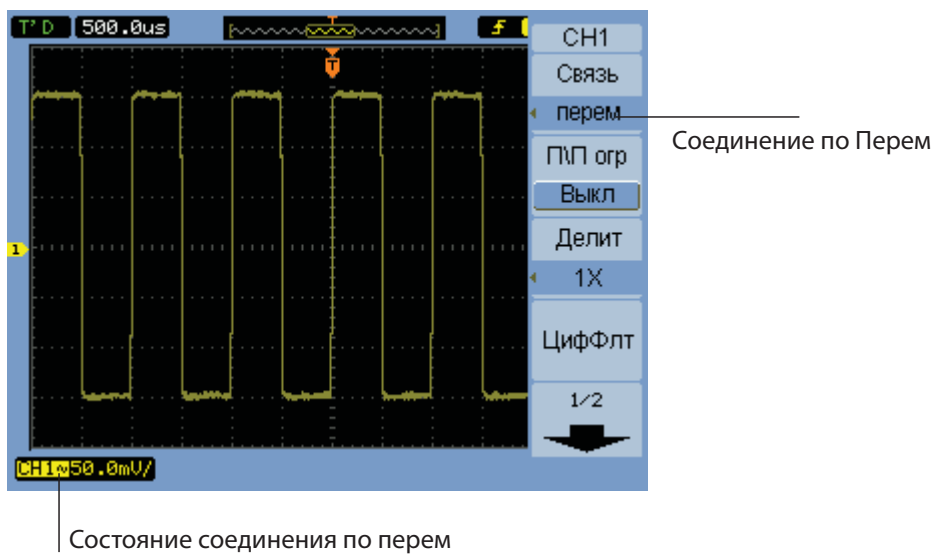 T’D 500.0us
T
T
CH1
Связь
перем
Соединение по Перем
П\П огр
Выкл
Делит
1
1X
ЦифФлт
1/2
CH1~50.0mV/
Состояние соединения по перем